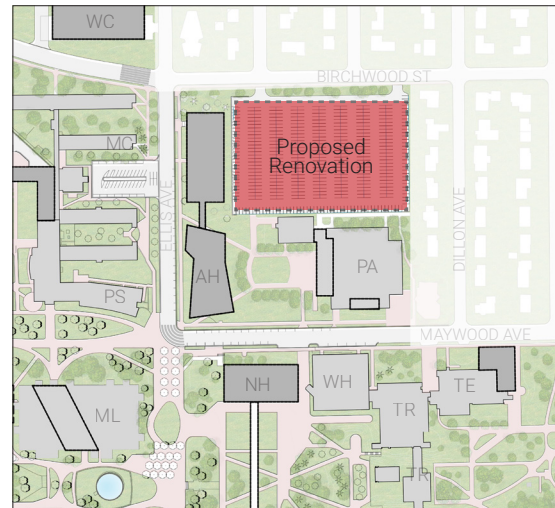 WC
BIRCHWOOD ST
MC
Proposed
Renovation
ELLIS AVE
DILLON AVE
AH
PA
PS
MAYWOOD AVE
NH
WH
TE
ML
TR
TR